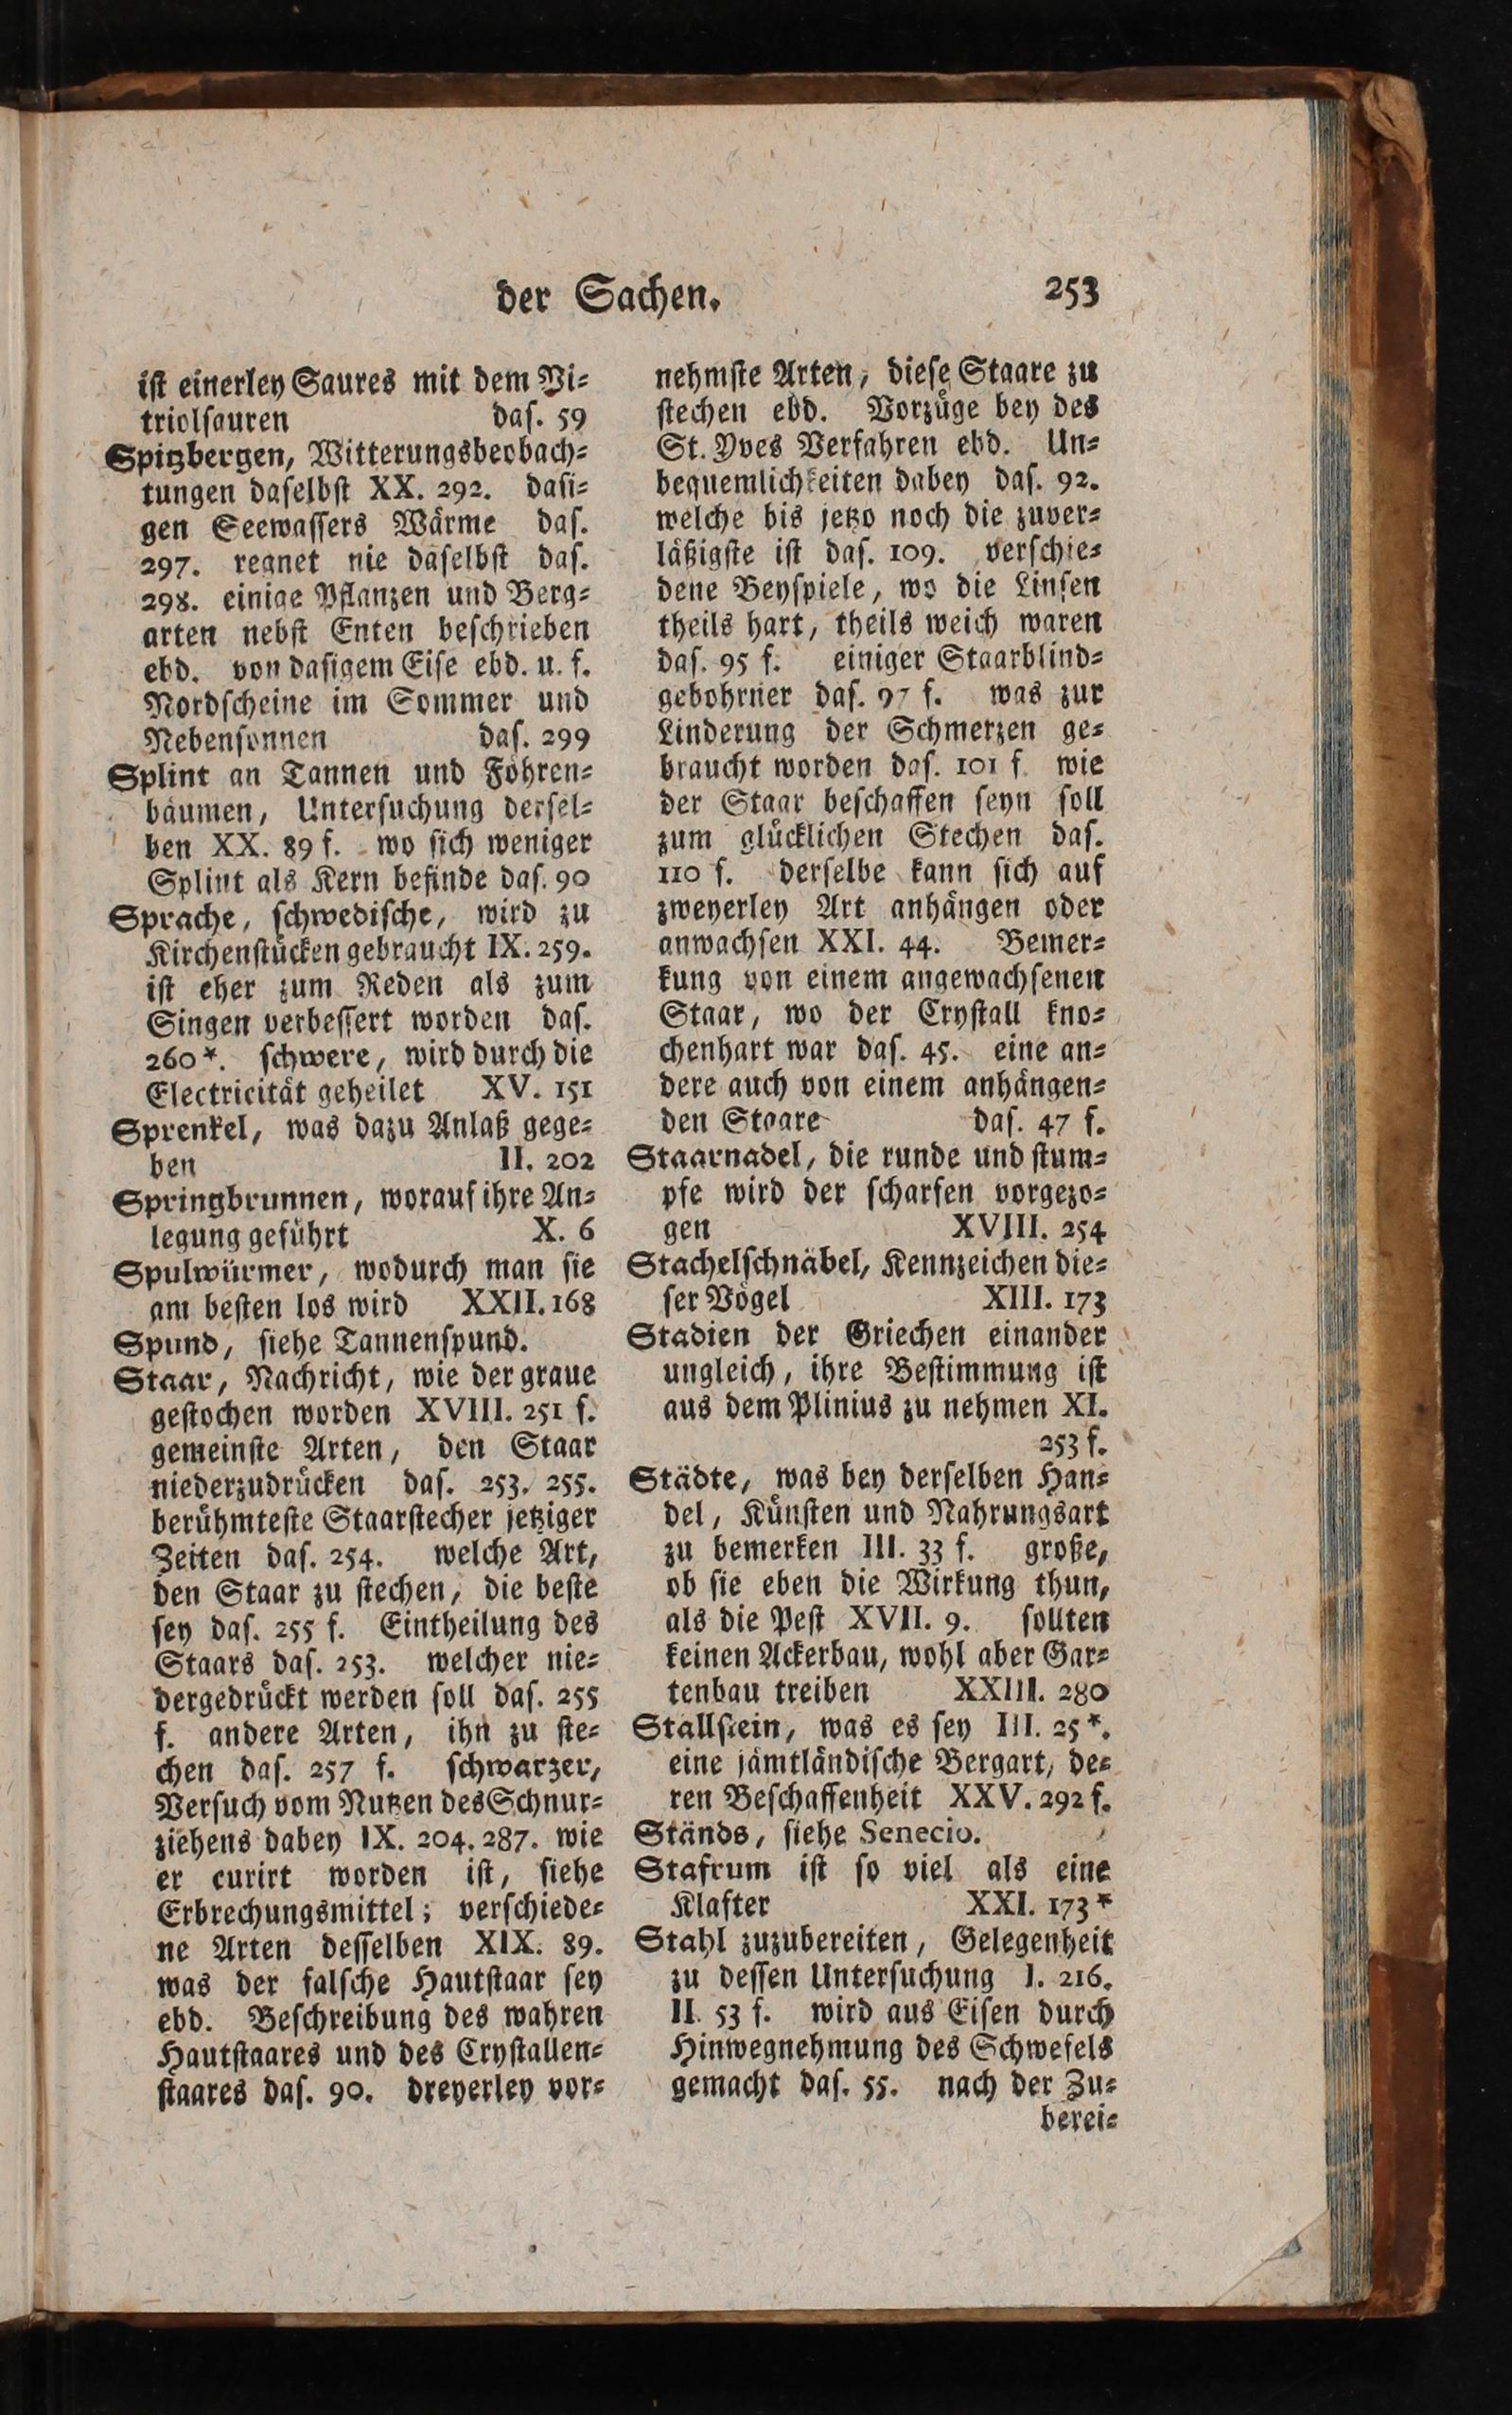 der Sachen.
253
iſt einerley Saures mit dem Vi⸗
triolſauren daſ. 59
Spitzbergen, Witterungsbeobach⸗
tungen daſelbſt XX. 292. daſi⸗
gen Seewaſſers Wärme daſ.
297. regnet nie daſelbſt daſ.
298. einige Pflanzen und Berg⸗
arten nebſt Enten beſchrieben
ebd. von daſigem Eiſe ebd. u. f.
Nordſcheine im Sommer und
Nebenſonnen daſ. 299
Splint an Tannen und Föhren⸗
bäumen, Unterſuchung derſel⸗
ben XX. 89 f. wo ſich weniger
Splint als Kern befinde daſ. 90
Sprache, ſchwediſche, wird zu
Kirchenſtücken gebraucht IX. 259.
iſt eher zum Reden als zum
Singen verbeſſert worden daſ.
260*. ſchwere, wird durch die
Electricität geheilet XV. 151
Sprenkel, was dazu Anlaß gege⸗
ben II. 202
Springbrunnen, worauf ihre An⸗
legung geführt X. 6
Spulwürmer, wodurch man ſie
am beſten los wird XXII. 168
Spund, ſiehe Tannenſpund.
Staar, Nachricht, wie der graue
geſtochen worden XVIII. 251 f.
gemeinſte Arten, den Staar
niederzudrücken daſ. 253. 255.
berühmteſte Staarſtecher jetziger
Zeiten daſ. 254. welche Art,
den Staar zu ſtechen, die beſte
ſey daſ. 255 f. Eintheilung des
Staars daſ. 253. welcher nie⸗
dergedrückt werden ſoll daſ. 255
f. andere Arten, ihn zu ſte⸗
chen daſ. 257 f. ſchwarzer,
Verſuch vom Nutzen des Schnur⸗
ziehens dabey IX. 204. 287. wie
er curirt worden iſt, ſiehe
Erbrechungsmittel; verſchiede⸗
ne Arten deſſelben XIX. 89.
was der falſche Hautſtaar ſey
ebd. Beſchreibung des wahren
Hautſtaares und des Cryſtallen⸗
ſtaares daſ. 90. dreyerley vor⸗
nehmſte Arten, dieſe Staare zu
ſtechen ebd. Vorzüge bey des
St. Yves Verfahren ebd. Un⸗
bequemlichkeiten dabey daſ. 92.
welche bis jetzo noch die zuver⸗
läßigſte iſt daſ. 109. verſchie⸗
dene Beyſpiele, wo die Linſen
theils hart, theils weich waren
daſ. 95 f. einiger Staarblind⸗
gebohrner daſ. 97 f. was zur
Linderung der Schmerzen ge⸗
braucht worden daſ. 101 f. wie
der Staar beſchaffen ſeyn ſoll
zum glücklichen Stechen daſ.
110 f. derſelbe kann ſich auf
zweyerley Art anhängen oder
anwachſen XXI. 44. Bemer⸗
kung von einem angewachſenen
Staar, wo der Cryſtall kno⸗
chenhart war daſ. 45. eine an⸗
dere auch von einem anhängen⸗
den Staare daſ. 47 f.
Staarnadel, die runde und ſtum⸗
pfe wird der ſcharfen vorgezo⸗
gen XVIII. 254
Stachelſchnäbel, Kennzeichen die⸗
ſer Vögel XIII. 173
Stadien der Griechen einander
ungleich, ihre Beſtimmung iſt
aus dem Plinius zu nehmen XI.
253 f.
Städte, was bey derſelben Han⸗
del, Künſten und Nahrungsart
zu bemerken III. 33 f. große,
ob ſie eben die Wirkung thun,
als die Peſt XVII. 9. ſollten
keinen Ackerbau, wohl aber Gar⸗
tenbau treiben XXIII. 280
Stallſtein, was es ſey III. 25*.
eine jämtländiſche Bergart, de⸗
ren Beſchaffenheit XXV. 292 f.
Stånds, ſiehe Senecio.
Stafrum iſt ſo viel als eine
Klafter XXI. 173*
Stahl zuzubereiten, Gelegenheit
zu deſſen Unterſuchung I. 216.
II. 53 f. wird aus Eiſen durch
Hinwegnehmung des Schwefels
gemacht daſ. 55. nach der Zu⸗
berei⸗